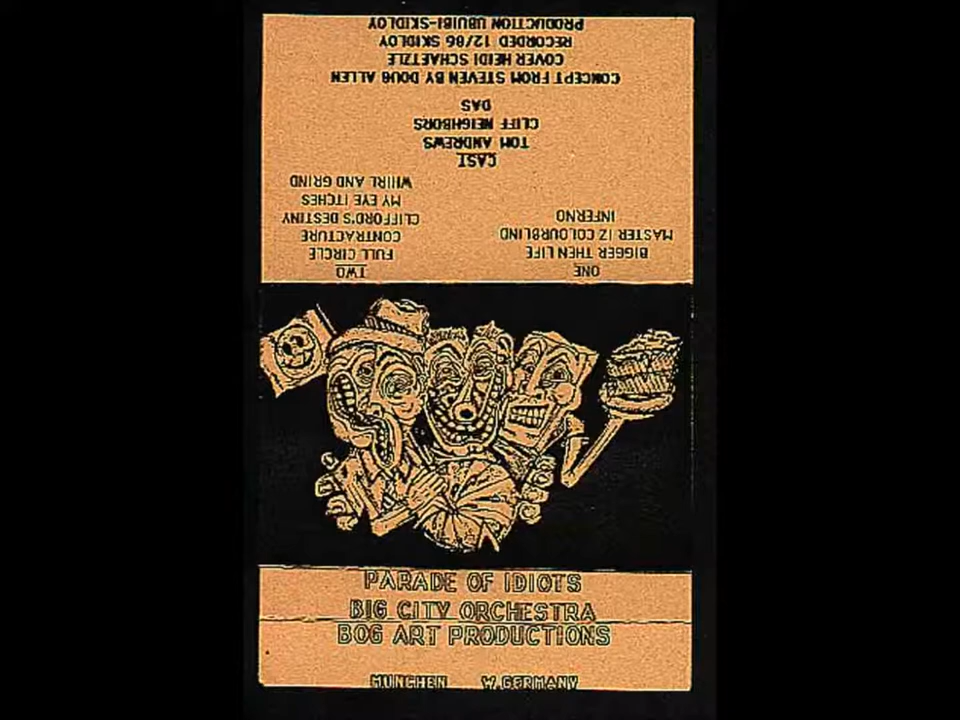 ONE
BIGGER THEN LIFE
MASTER IZ COLOURBLIND
INFERNO
TWO
FULL CIRCLE
CONTRACTURE
CLIFFORD'S DESTINY
MY EYE ITCHES
WHIRL AND GRIND
CAST
TOM ANDREWS
CLIFF NEIGHBORS
DAS
CONCEPT FROM STEVEN BY DOUG ALLEN
COVER HEIDI SCHAETZLE
RECORDED 12/86 SKIDLOY
PRODUCTION UBUIBI-SKIDLOY
PARADE OF IDIOTS
BIG CITY ORCHESTRA
BOG ART PRODUCTIONS
MUNCHEN W.GERMANY